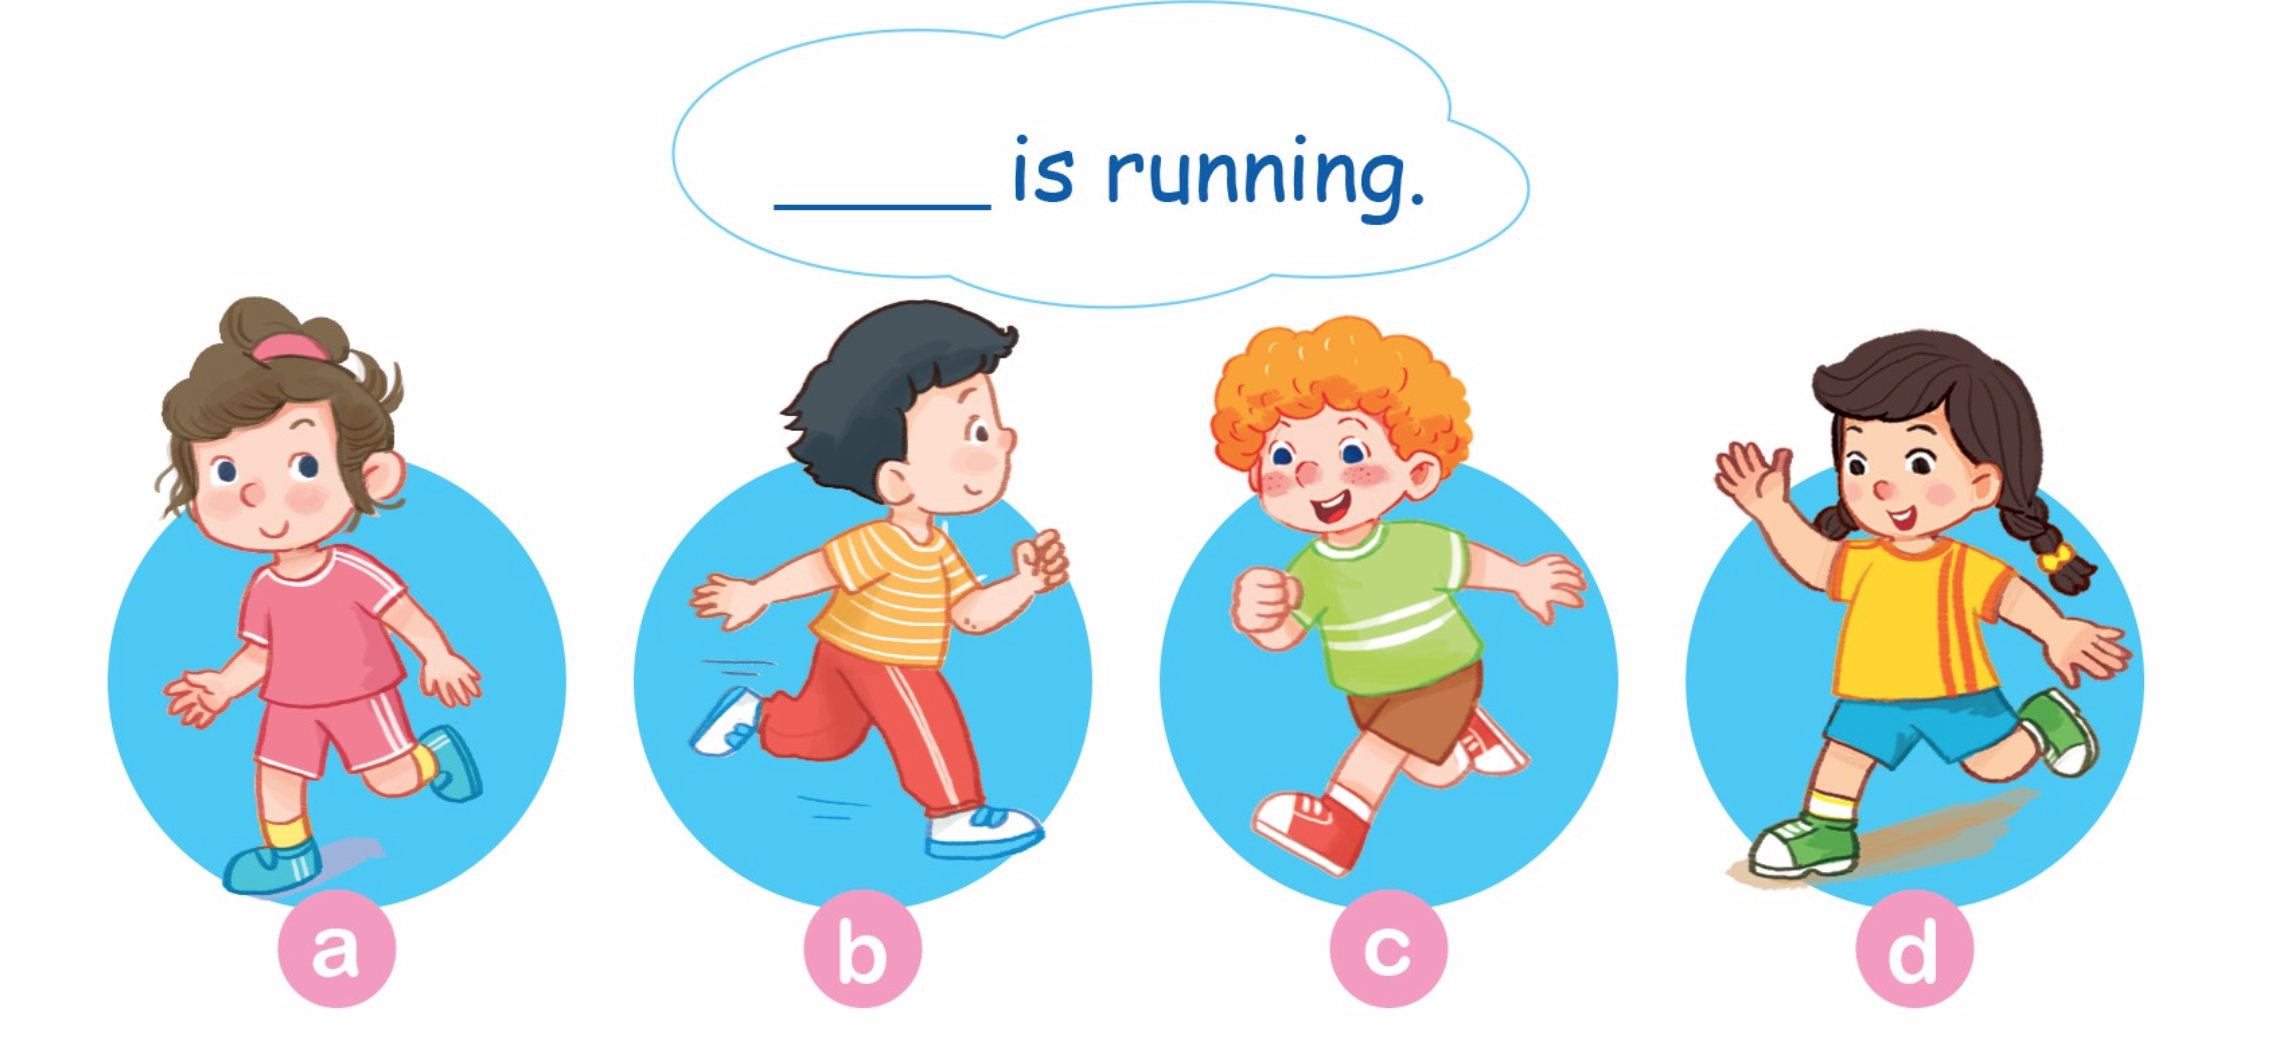 ______ is running.
a
b
c
d